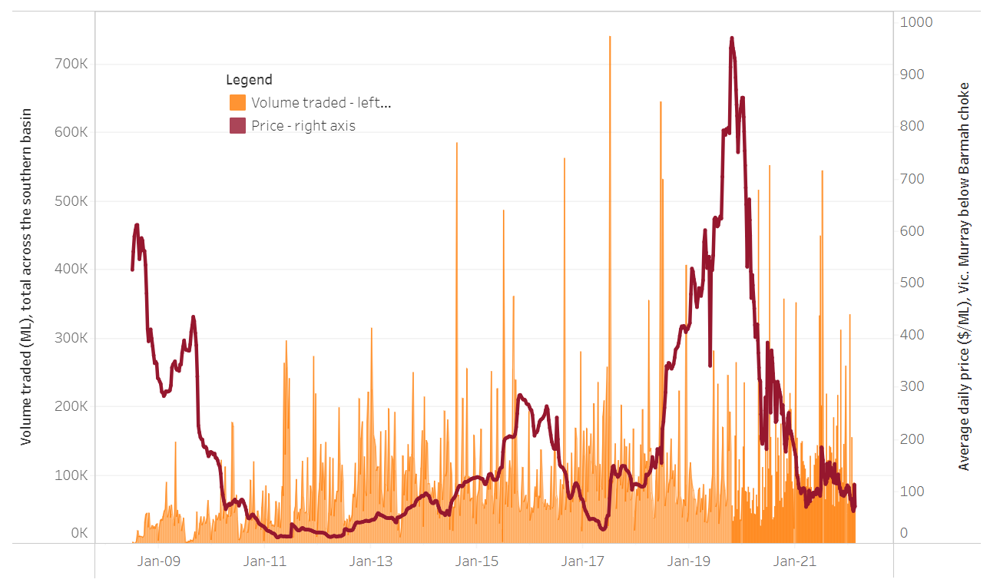 Volume traded (ML), total across the southern basin
700K
600K
500K
400K
300K
200K
100K
0K
Legend
Volume traded - left...
Price - right axis
1000
900
800
700
600
500
400
300
200
100
0
Average daily price ($/ML), Vic. Murray below Barmah choke
Jan-09 Jan-11 Jan-13 Jan-15 Jan-17 Jan-19 Jan-21